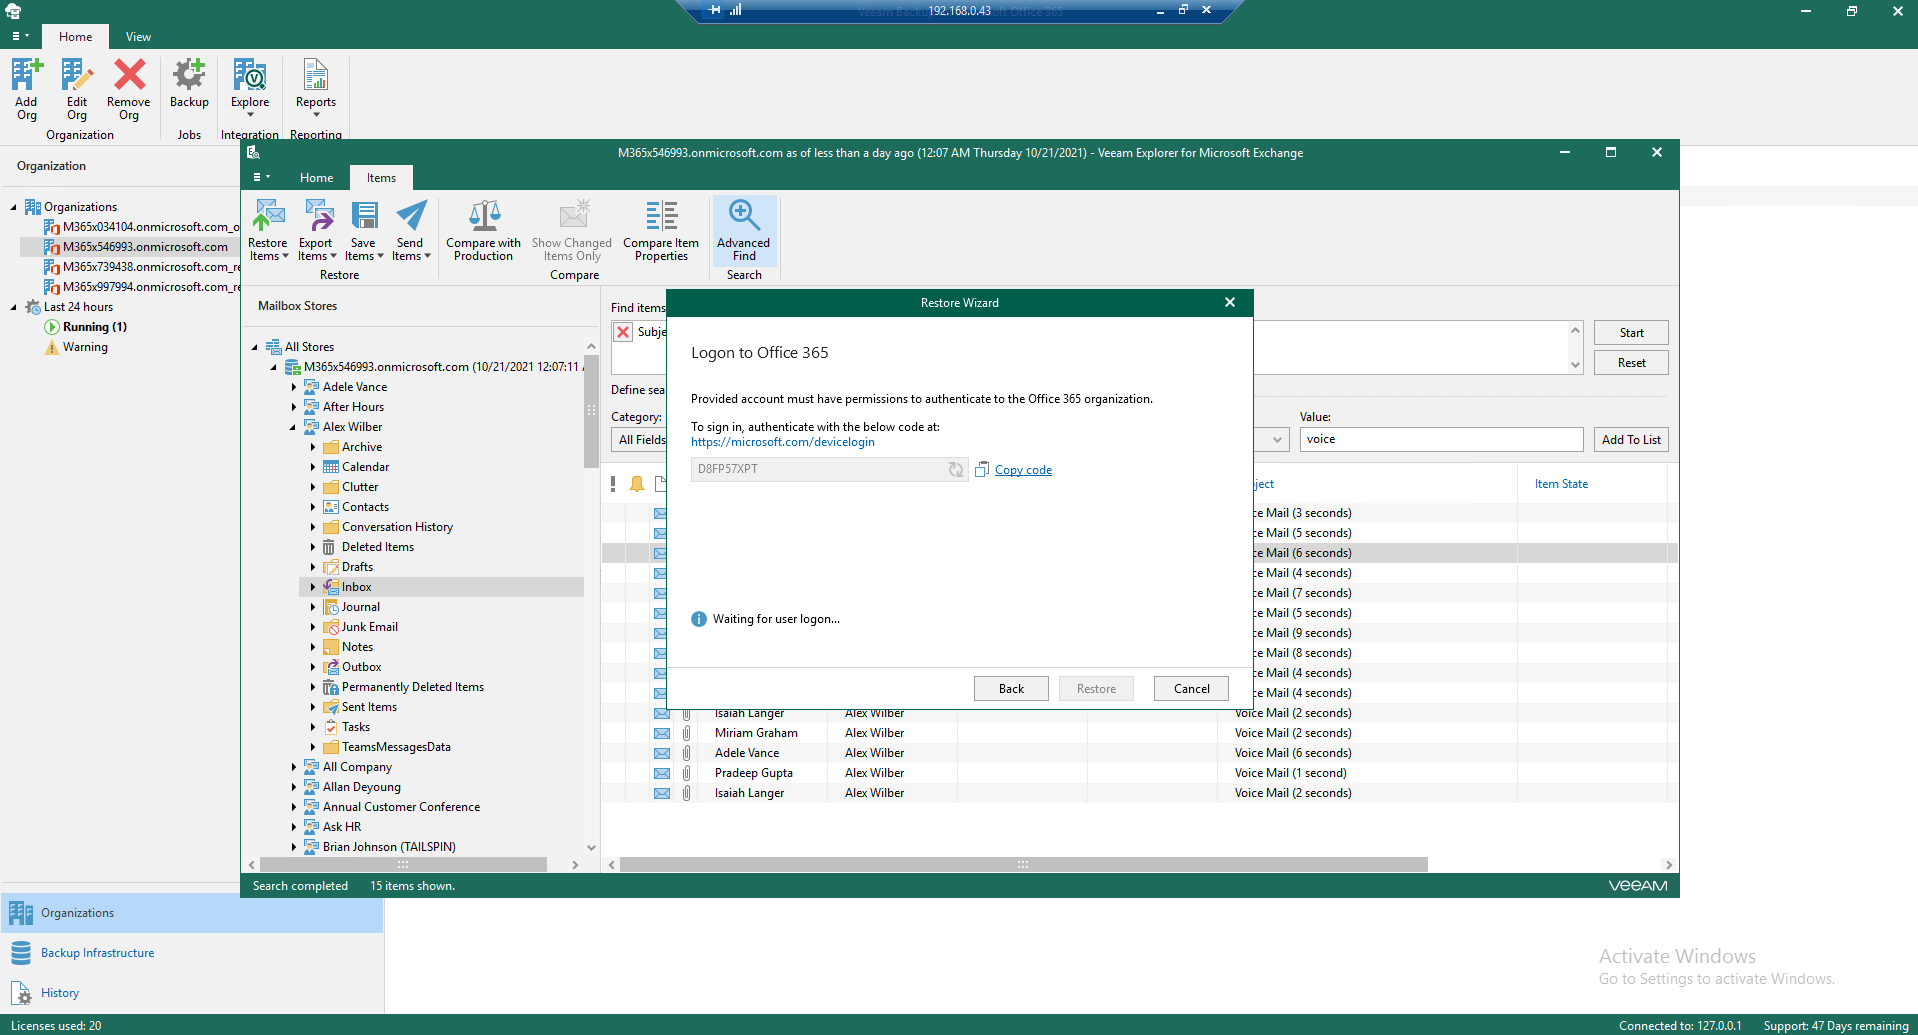 192.168.0.43
Home
View
Add
Org
Edit
Org
Remove
Org
Backup
Explore
Reports
Organization
Jobs
Integration
Reporting
Organization
Organizations
M365x034104.onmicrosoft.com_o
M365x546993.onmicrosoft.com
M365x739438.onmicrosoft.com_re
M365x997994.onmicrosoft.com_re
Last 24 hours
Running (1)
Warning
M365x546993.onmicrosoft.com as of less than a day ago (12:07 AM Thursday 10/21/2021) - Veeam Explorer for Microsoft Exchange
Home
Items
Restore
Items
Export
Items
Save
Items
Send
Items
Compare with
Production
Show Changed
Items Only
Compare Item
Properties
Advanced
Find
Restore
Compare
Search
Mailbox Stores
All Stores
M365x546993.onmicrosoft.com (10/21/2021 12:07:11
Adele Vance
After Hours
Alex Wilber
Archive
Calendar
Clutter
Contacts
Conversation History
Deleted Items
Drafts
Inbox
Journal
Junk Email
Notes
Outbox
Permanently Deleted Items
Sent Items
Tasks
TeamsMessagesData
All Company
Allan Deyoung
Annual Customer Conference
Ask HR
Brian Johnson (TAILSPIN)
Find items
Subje
Start
Reset
Define sea
Category:
All Fields
Value:
voice
Add To List
Restore Wizard
Logon to Office 365
Provided account must have permissions to authenticate to the Office 365 organization.
To sign in, authenticate with the below code at:
https://microsoft.com/devicelogin
D8FP57XPT
Copy code
Waiting for user logon...
Back
Restore
Cancel
ject
Item State
ce Mail (3 seconds)
ce Mail (5 seconds)
ce Mail (6 seconds)
ce Mail (4 seconds)
ce Mail (7 seconds)
ce Mail (5 seconds)
ce Mail (9 seconds)
ce Mail (8 seconds)
ce Mail (4 seconds)
ce Mail (4 seconds)
Isaiah Langer Alex Wilber Voice Mail (2 seconds)
Miriam Graham Alex Wilber Voice Mail (2 seconds)
Adele Vance Alex Wilber Voice Mail (6 seconds)
Pradeep Gupta Alex Wilber Voice Mail (1 second)
Isaiah Langer Alex Wilber Voice Mail (2 seconds)
Search completed 15 items shown.
VEEAM
Organizations
Backup Infrastructure
History
Activate Windows
Go to Settings to activate Windows.
Licenses used: 20
Connected to: 127.0.0.1 Support: 47 Days remaining